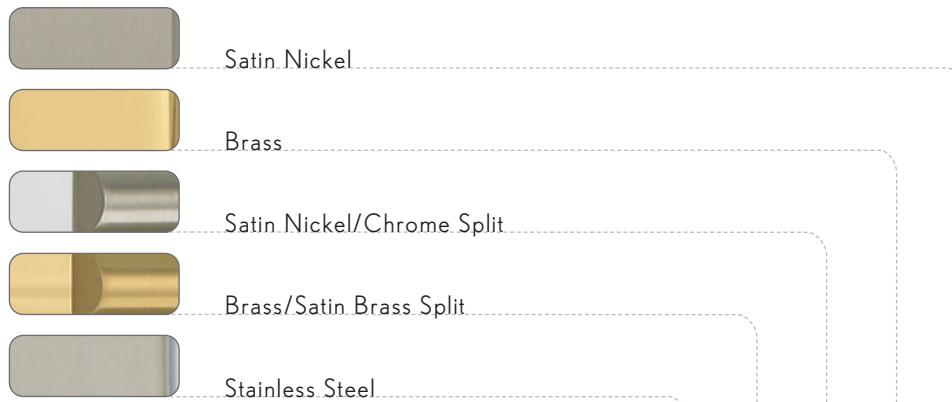 Satin Nickel
Brass
Satin Nickel/Chrome Split
Brass/Satin Brass Split
Stainless Steel